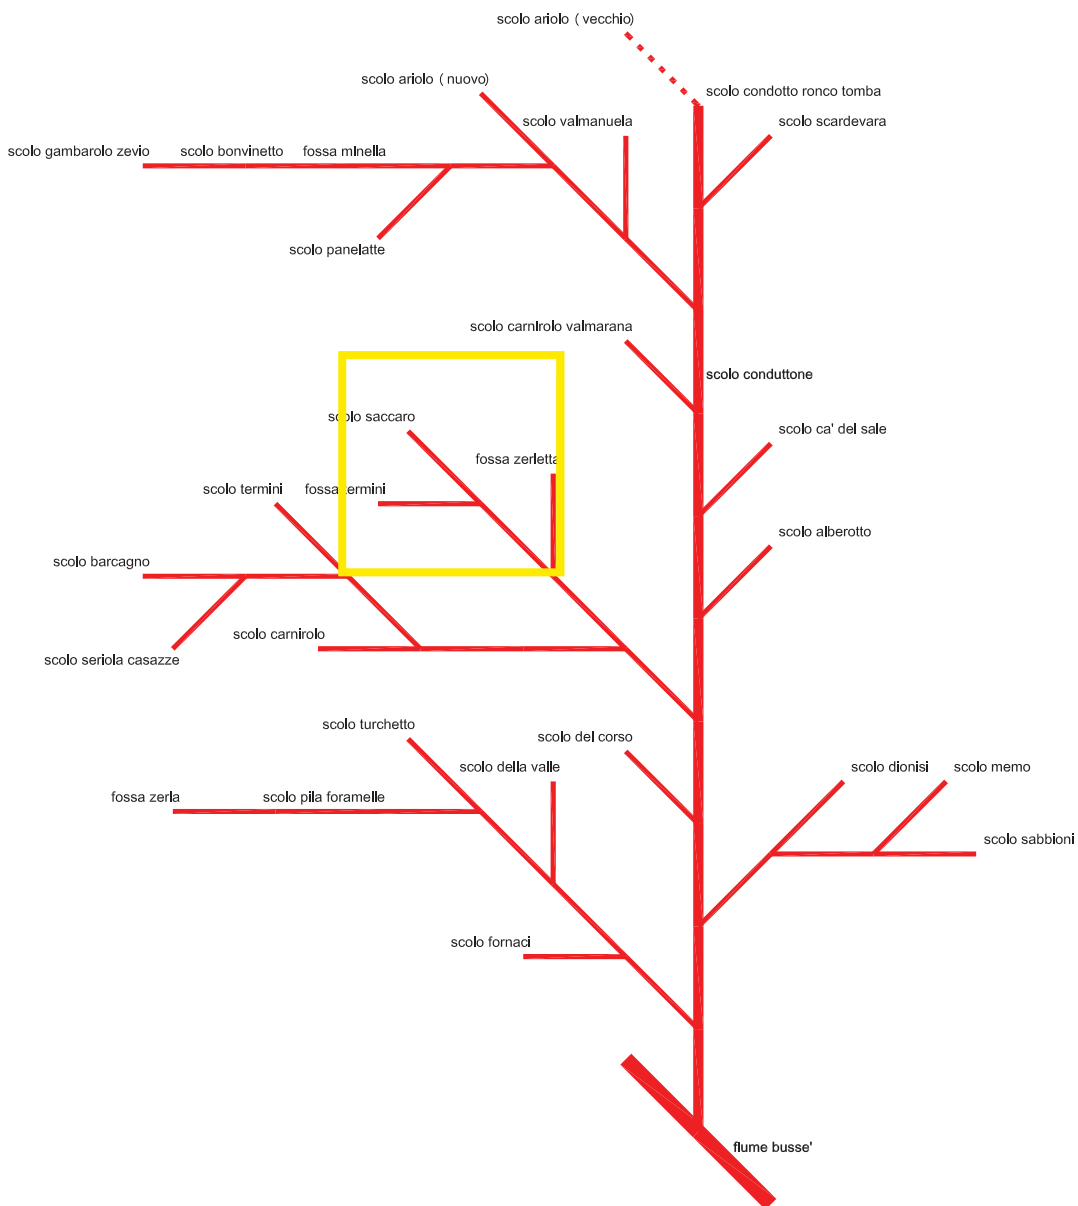 scolo ariolo ( vecchio)
scolo ariolo ( nuovo)
scolo condotto ronco tomba
scolo valmanuela
scolo scardevara
scolo gambarolo zevio
scolo bonvinetto
fossa mInella
scolo panelatte
scolo carnIrolo valmarana
scolo conduttone
scolo saccaro
scolo ca' del sale
fossa zerletta
scolo termini
fossa termini
scolo alberotto
scolo barcagno
scolo carnirolo
scolo seriola casazze
scolo turchetto
scolo del corso
scolo della valle
scolo dionisi
scolo memo
fossa zerla
scolo pila foramelle
scolo sabbioni
scolo fornaci
fIume busse'